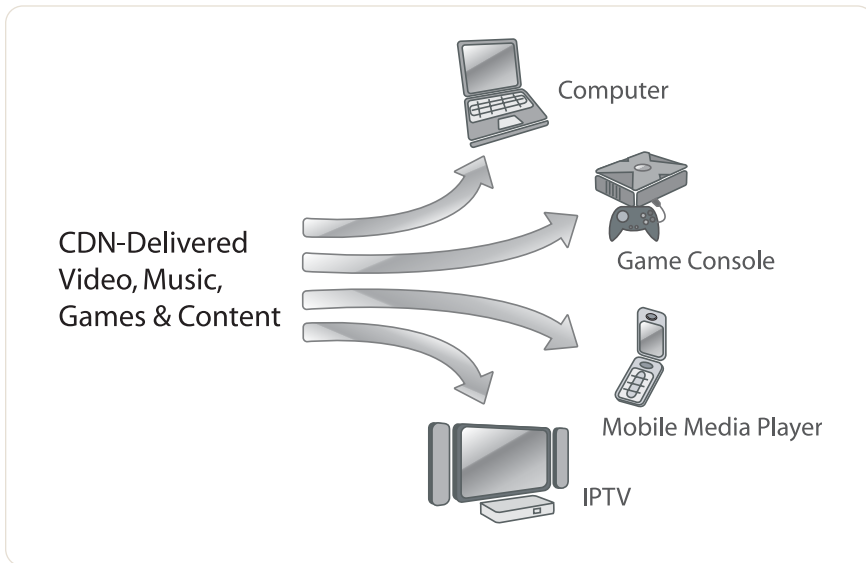 Computer
Game Console
CDN-Delivered
Video, Music,
Games & Content
Mobile Media Player
IPTV